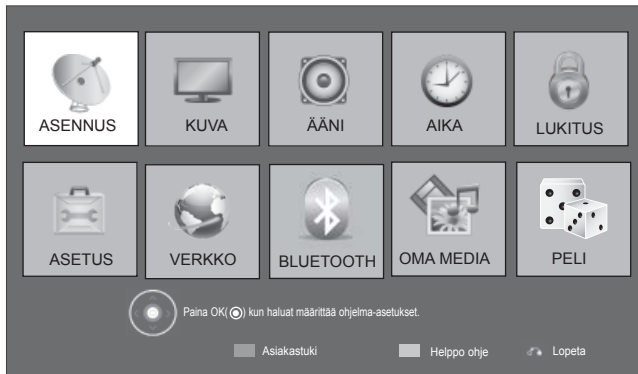 ASENNUS KUVA ÄÄNI AIKA LUKITUS
ASETUS VERKKO BLUETOOTH OMA MEDIA PELI
Paina OK(◉) kun haluat määrittää ohjelma-asetukset.
Asiakastuki Helppo ohje Lopeta